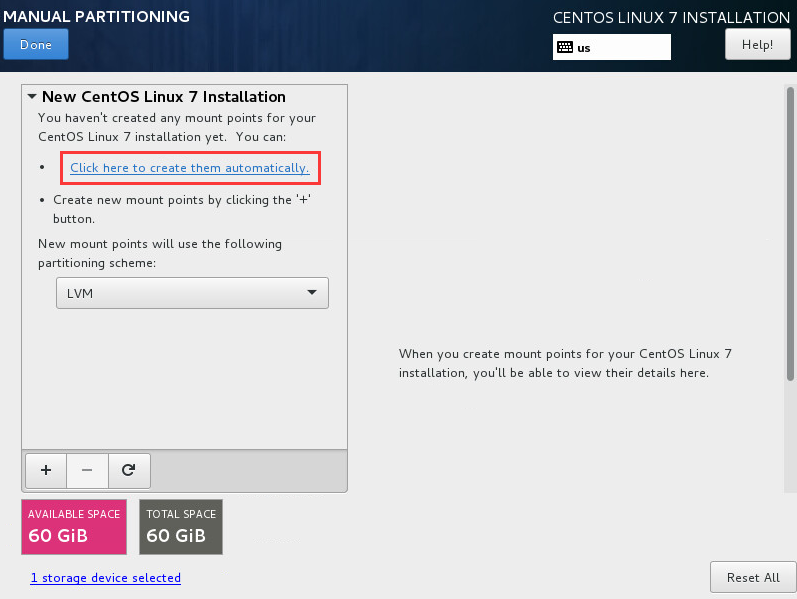 MANUAL PARTITIONING
CENTOS LINUX 7 INSTALLATION
Done
us
Help!
New CentOS Linux 7 Installation
You haven't created any mount points for your
CentOS Linux 7 installation yet. You can:
• Click here to create them automatically.
• Create new mount points by clicking the '+'
button.
New mount points will use the following
partitioning scheme:
LVM
When you create mount points for your CentOS Linux 7
installation, you'll be able to view their details here.
+ −
AVAILABLE SPACE
60 GiB
TOTAL SPACE
60 GiB
1 storage device selected
Reset All